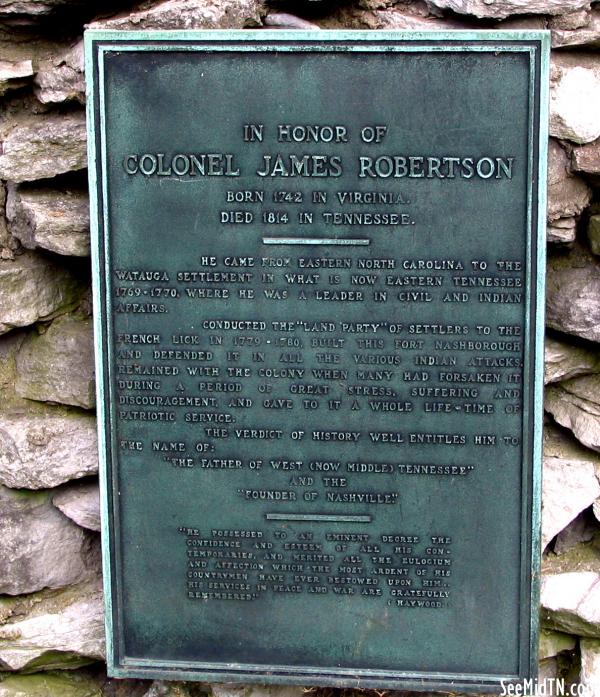 IN HONOR OF
COLONEL JAMES ROBERTSON
BORN 1742 IN VIRGINIA.
DIED 1814 IN TENNESSEE.
HE CAME FROM EASTERN NORTH CAROLINA TO THE
WATAUGA SETTLEMENT IN WHAT IS NOW EASTERN TENNESSEE
1769-1770, WHERE HE WAS A LEADER IN CIVIL AND INDIAN
AFFAIRS.
CONDUCTED THE "LAND PARTY" OF SETTLERS TO THE
FRENCH LICK IN 1779-1780, BUILT THIS FORT NASHBOROUGH
AND DEFENDED IT IN ALL THE VARIOUS INDIAN ATTACKS.
REMAINED WITH THE COLONY WHEN MANY HAD FORSAKEN IT
DURING A PERIOD OF GREAT STRESS, SUFFERING AND
DISCOURAGEMENT, AND GAVE TO IT A WHOLE LIFE-TIME OF
PATRIOTIC SERVICE.
THE VERDICT OF HISTORY WELL ENTITLES HIM TO
THE NAME OF:
"THE FATHER OF WEST (NOW MIDDLE) TENNESSEE"
AND THE
"FOUNDER OF NASHVILLE."
"HE POSSESSED TO AN EMINENT DEGREE THE
CONFIDENCE AND ESTEEM OF ALL HIS CON-
TEMPORARIES, AND MERITED ALL THE EULOGIUM
AND AFFECTION WHICH THE MOST ARDENT OF HIS
COUNTRYMEN HAVE EVER BESTOWED UPON HIM.
HIS SERVICES IN PEACE AND WAR ARE GRATEFULLY
REMEMBERED."
(HAYWOOD.)
SeeMidTN.com